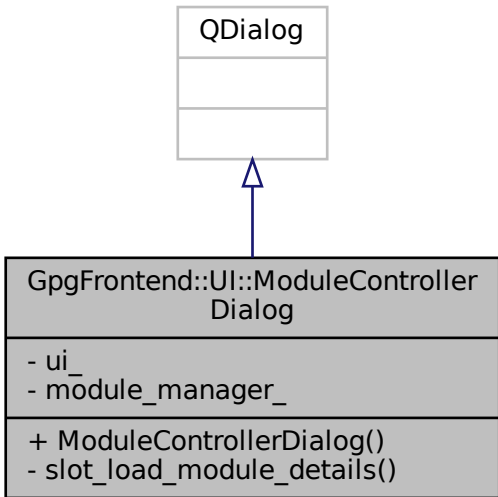 QDialog
GpgFrontend::UI::ModuleController
Dialog
- ui_
- module_manager_
+ ModuleControllerDialog()
- slot_load_module_details()